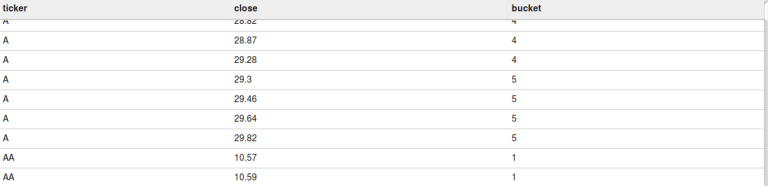 ticker close bucket
A 28.82 4
A 28.87 4
A 29.28 4
A 29.3 5
A 29.46 5
A 29.64 5
A 29.82 5
AA 10.57 1
AA 10.59 1